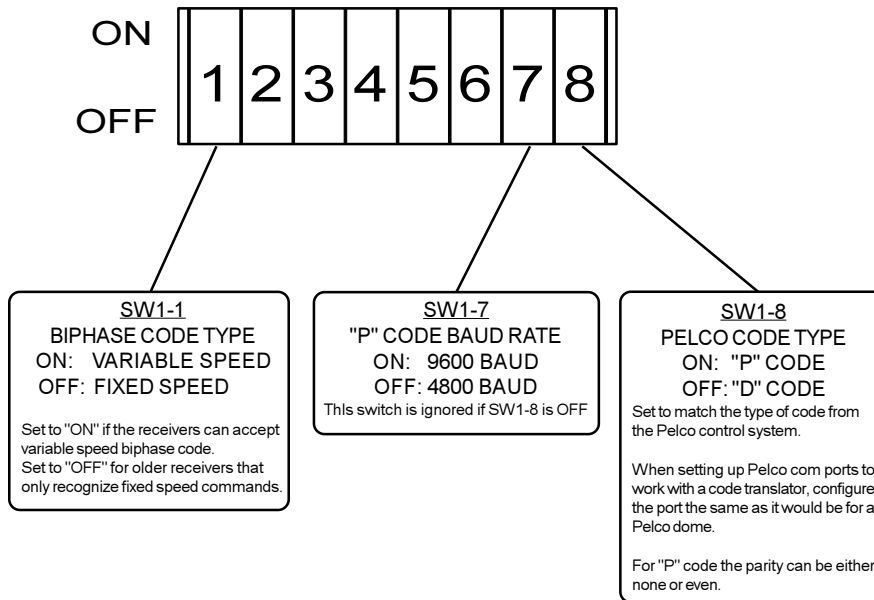 ON
OFF
1 2 3 4 5 6 7 8
SW1-1
BIPHASE CODE TYPE
ON: VARIABLE SPEED
OFF: FIXED SPEED
Set to "ON" if the receivers can accept
variable speed biphase code.
Set to "OFF" for older receivers that
only recognize fixed speed commands.
SW1-7
"P" CODE BAUD RATE
ON: 9600 BAUD
OFF: 4800 BAUD
ThIs switch is ignored if SW1-8 is OFF
SW1-8
PELCO CODE TYPE
ON: "P" CODE
OFF: "D" CODE
Set to match the type of code from
the Pelco control system.
When setting up Pelco com ports to
work with a code translator, configure
the port the same as it would be for a
Pelco dome.
For "P" code the parity can be either
none or even.